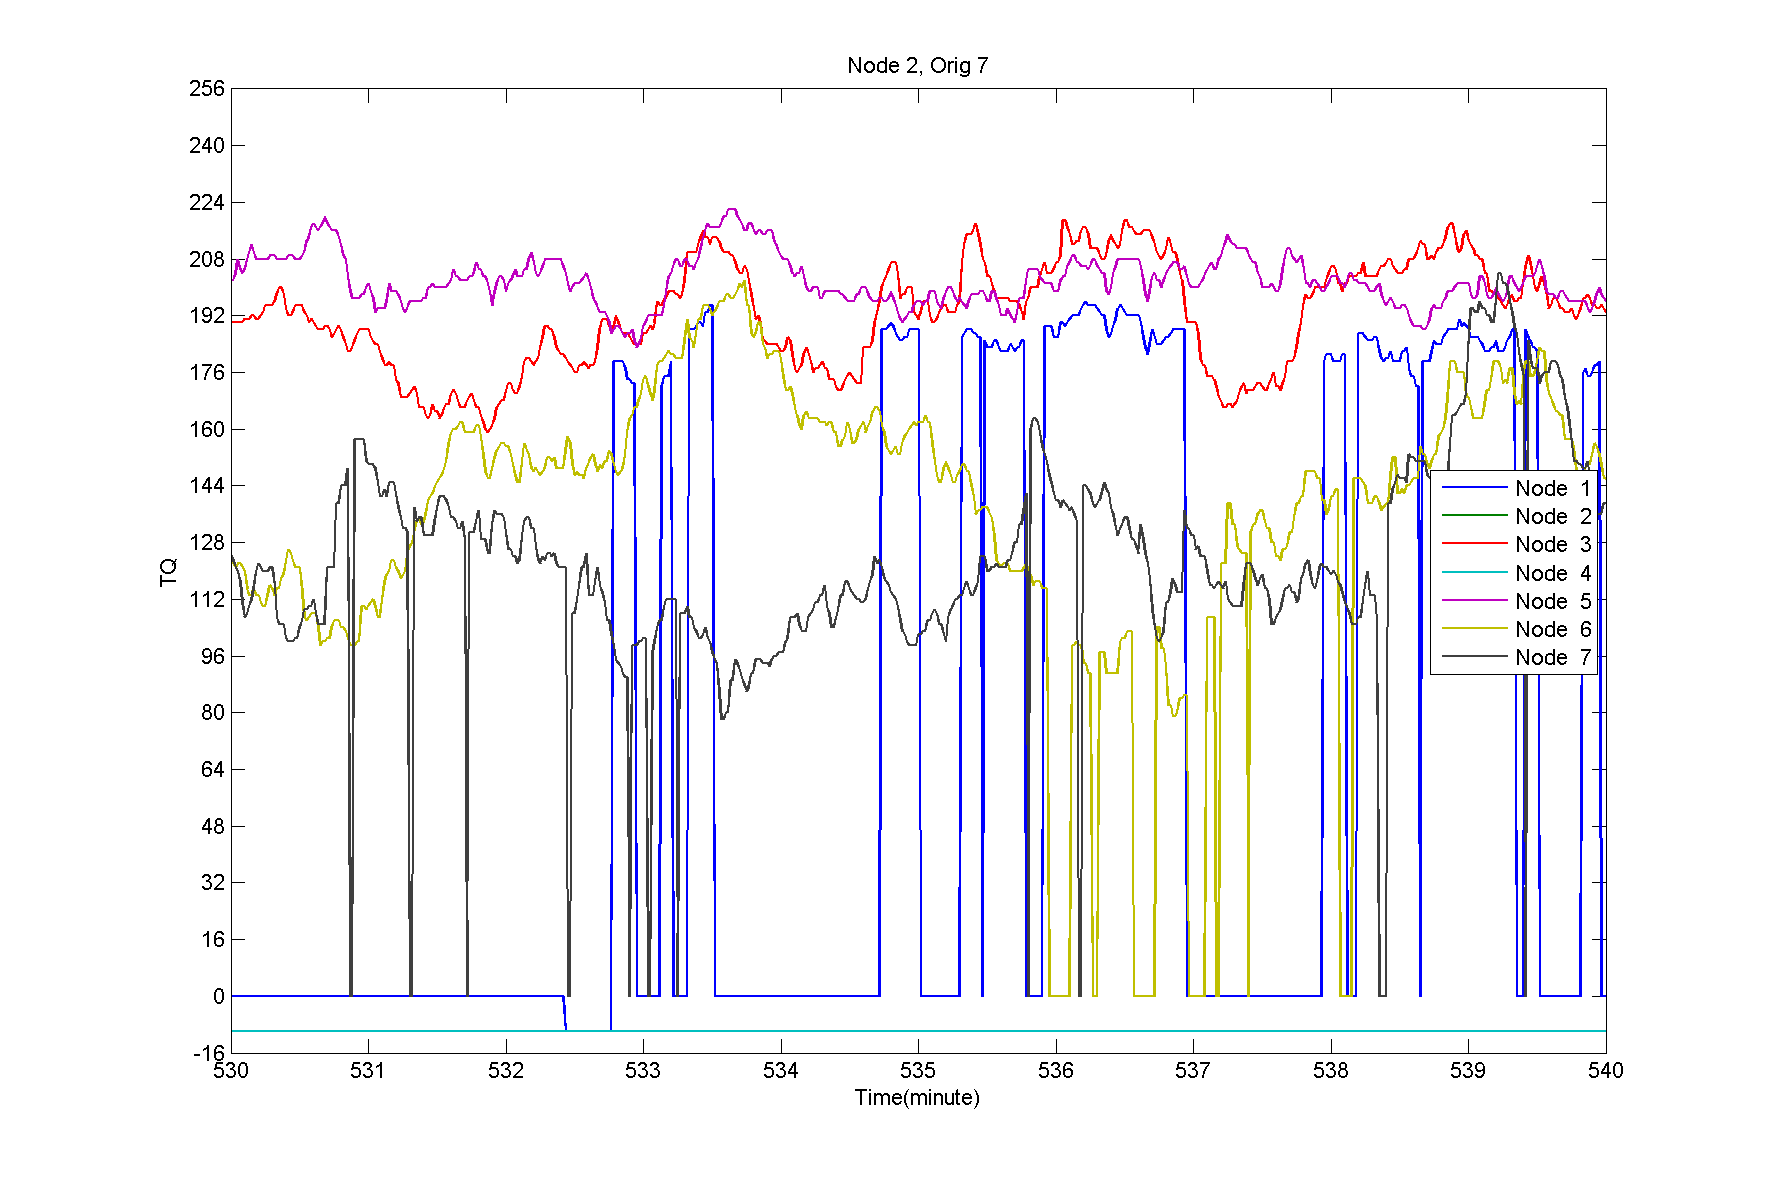 Node 2, Orig 7
256
240
224
208
192
176
160
144
128
112
96
80
64
48
32
16
0
-16
TQ
Node 1
Node 2
Node 3
Node 4
Node 5
Node 6
Node 7
530 531 532 533 534 535 536 537 538 539 540
Time(minute)